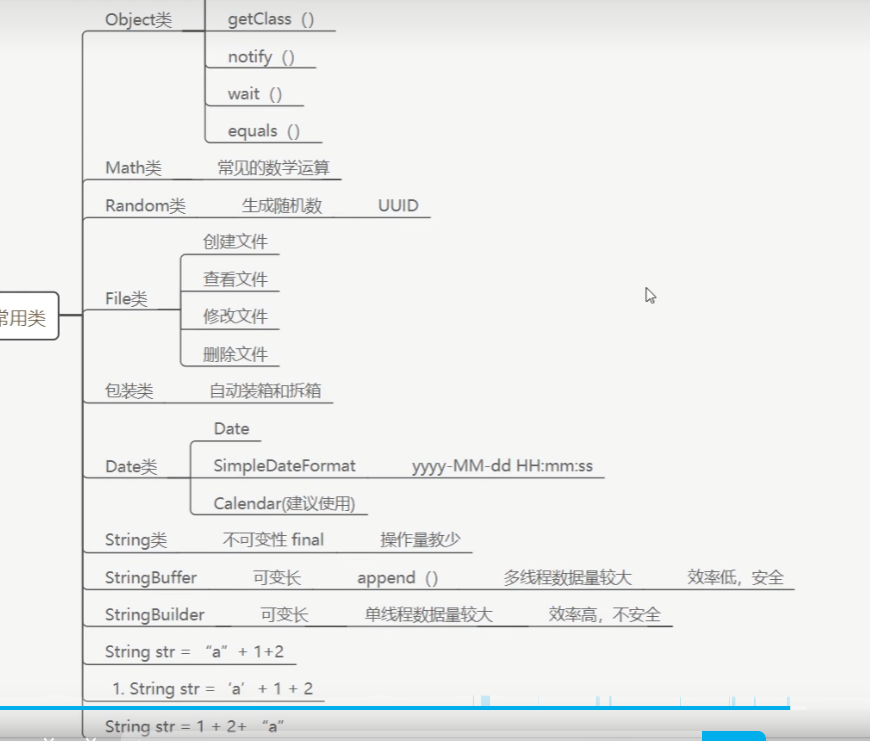 Object类
getClass（）
notify（）
wait（）
equals（）
Math类 常见的数学运算
Random类 生成随机数 UUID
创建文件
查看文件
File类
修改文件
常用类
删除文件
包装类 自动装箱和拆箱
Date
Date类 SimpleDateFormat yyyy-MM-dd HH:mm:ss
Calendar(建议使用)
String类 不可变性 final 操作量教少
StringBuffer 可变长 append（） 多线程数据量较大 效率低，安全
StringBuilder 可变长 单线程数据量较大 效率高，不安全
String str = “a” + 1+2
1. String str = ‘a’ + 1 + 2
String str = 1 + 2+ “a”